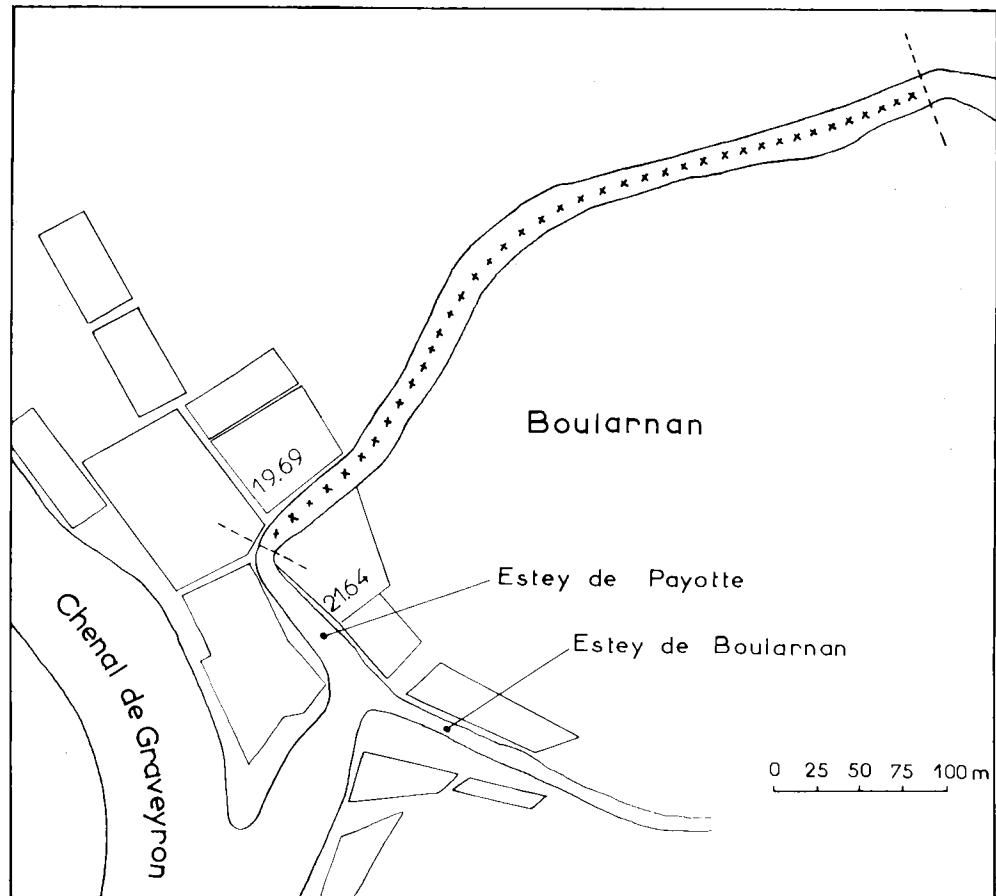 Boularnan
19.69
21.64
Estey de Payotte
Estey de Boularnan
Chenal de Graveyron
0 25 50 75 100 m